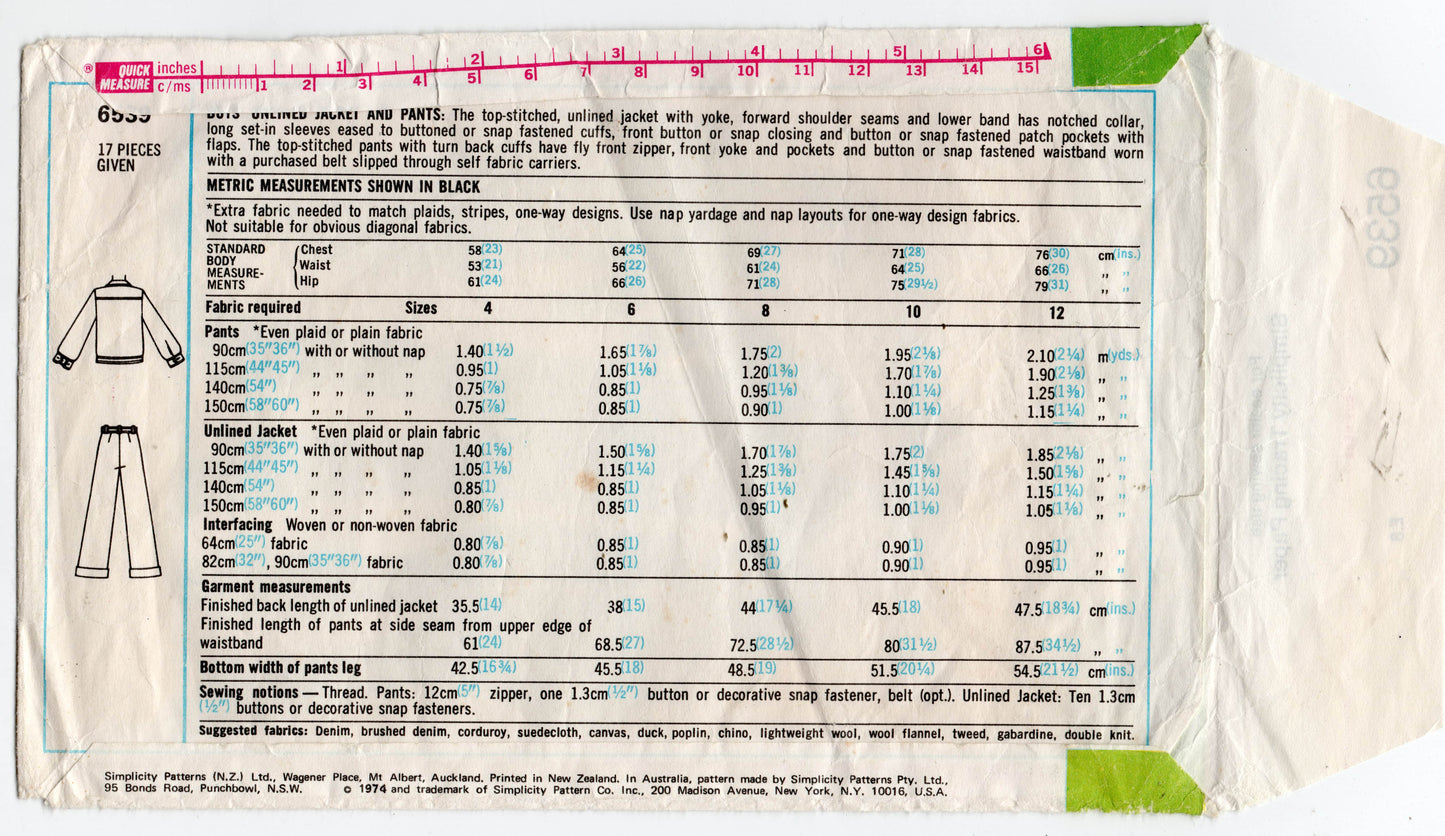 ® QUICK MEASURE inches 1 2 3 4 5 6
c/ms 1 2 3 4 5 6 7 8 9 10 11 12 13 14 15
6539
17 PIECES
GIVEN
BOYS' UNLINED JACKET AND PANTS: The top-stitched, unlined jacket with yoke, forward shoulder seams and lower band has notched collar,
long set-in sleeves eased to buttoned or snap fastened cuffs, front button or snap closing and button or snap fastened patch pockets with
flaps. The top-stitched pants with turn back cuffs have fly front zipper, front yoke and pockets and button or snap fastened waistband worn
with a purchased belt slipped through self fabric carriers.
METRIC MEASUREMENTS SHOWN IN BLACK
*Extra fabric needed to match plaids, stripes, one-way designs. Use nap yardage and nap layouts for one-way design fabrics.
Not suitable for obvious diagonal fabrics.
STANDARD BODY MEASURE-MENTS
Chest 58(23) 64(25) 69(27) 71(28) 76(30) cm(ins.)
Waist 53(21) 56(22) 61(24) 64(25) 66(26) „ „
Hip 61(24) 66(26) 71(28) 75(29½) 79(31) „ „
Fabric required Sizes 4 6 8 10 12
Pants *Even plaid or plain fabric
90cm(35"36") with or without nap 1.40(1½) 1.65(1⅞) 1.75(2) 1.95(2⅛) 2.10(2¼) m(yds.)
115cm(44"45") „ „ „ „ 0.95(1) 1.05(1⅛) 1.20(1⅜) 1.70(1⅞) 1.90(2⅛) „ „
140cm(54") „ „ „ „ 0.75(⅞) 0.85(1) 0.95(1⅛) 1.10(1¼) 1.25(1⅜) „ „
150cm(58"60") „ „ „ „ 0.75(⅞) 0.85(1) 0.90(1) 1.00(1⅛) 1.15(1¼) „ „
Unlined Jacket *Even plaid or plain fabric
90cm(35"36") with or without nap 1.40(1⅝) 1.50(1⅝) 1.70(1⅞) 1.75(2) 1.85(2⅛) „ „
115cm(44"45") „ „ „ „ 1.05(1⅛) 1.15(1¼) 1.25(1⅜) 1.45(1⅝) 1.50(1⅝) „ „
140cm(54") „ „ „ „ 0.85(1) 0.85(1) 1.05(1⅛) 1.10(1¼) 1.15(1¼) „ „
150cm(58"60") „ „ „ „ 0.80(⅞) 0.85(1) 0.95(1) 1.00(1⅛) 1.05(1⅛) „ „
Interfacing Woven or non-woven fabric
64cm(25") fabric 0.80(⅞) 0.85(1) 0.85(1) 0.90(1) 0.95(1) „ „
82cm(32"), 90cm(35"36") fabric 0.80(⅞) 0.85(1) 0.85(1) 0.90(1) 0.95(1) „ „
Garment measurements
Finished back length of unlined jacket 35.5(14) 38(15) 44(17¼) 45.5(18) 47.5(18¾) cm(ins.)
Finished length of pants at side seam from upper edge of
waistband 61(24) 68.5(27) 72.5(28½) 80(31½) 87.5(34½) „ „
Bottom width of pants leg 42.5(16¾) 45.5(18) 48.5(19) 51.5(20¼) 54.5(21½) cm(ins.)
Sewing notions — Thread. Pants: 12cm(5") zipper, one 1.3cm(½") button or decorative snap fastener, belt (opt.). Unlined Jacket: Ten 1.3cm
(½") buttons or decorative snap fasteners.
Suggested fabrics: Denim, brushed denim, corduroy, suedecloth, canvas, duck, poplin, chino, lightweight wool, wool flannel, tweed, gabardine, double knit.
Simplicity Patterns (N.Z.) Ltd., Wagener Place, Mt Albert, Auckland. Printed in New Zealand. In Australia, pattern made by Simplicity Patterns Pty. Ltd.,
95 Bonds Road, Punchbowl, N.S.W. © 1974 and trademark of Simplicity Pattern Co. Inc., 200 Madison Avenue, New York, N.Y. 10016, U.S.A.
6539